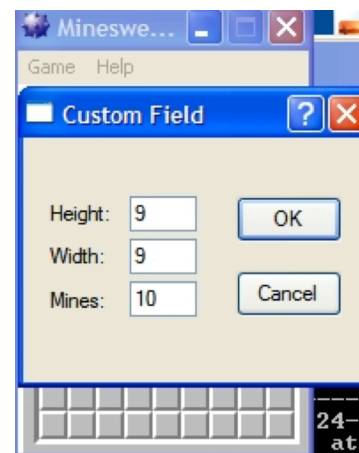 Mineswe...
Game Help
Custom Field
Height: 9
OK
Width: 9
Mines: 10
Cancel
24-
at